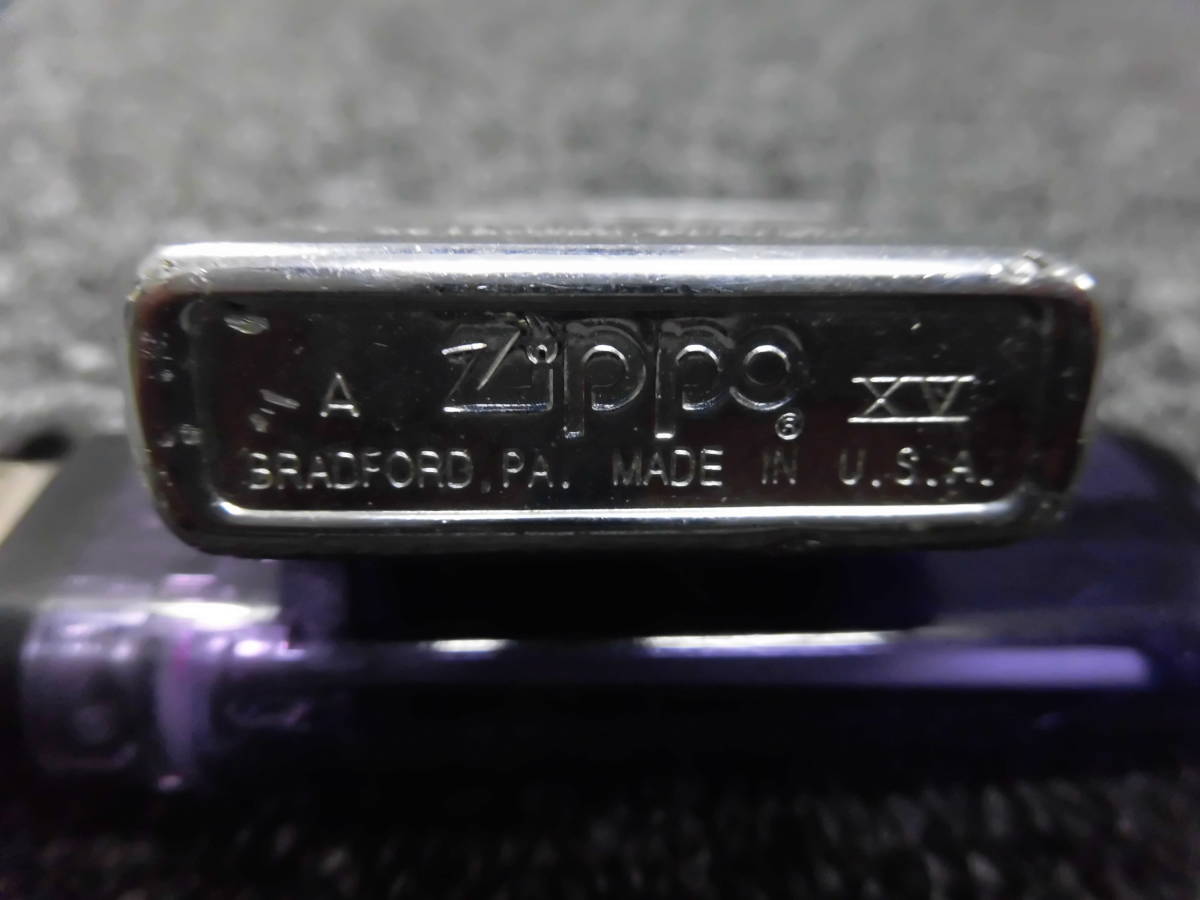 A Zippo ® XV
BRADFORD, PA. MADE IN U.S.A.